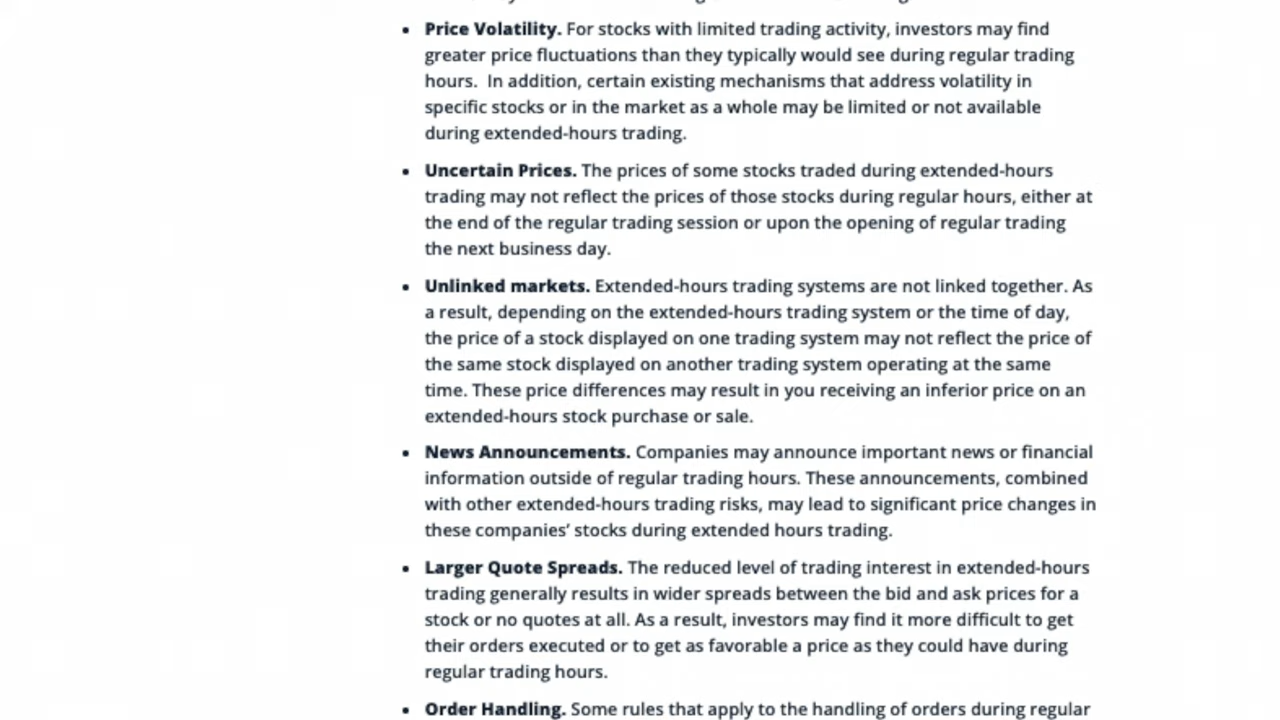 Price Volatility. For stocks with limited trading activity, investors may find
greater price fluctuations than they typically would see during regular trading
hours.  In addition, certain existing mechanisms that address volatility in
specific stocks or in the market as a whole may be limited or not available
during extended-hours trading.
Uncertain Prices. The prices of some stocks traded during extended-hours
trading may not reflect the prices of those stocks during regular hours, either at
the end of the regular trading session or upon the opening of regular trading
the next business day.
Unlinked markets. Extended-hours trading systems are not linked together. As
a result, depending on the extended-hours trading system or the time of day,
the price of a stock displayed on one trading system may not reflect the price of
the same stock displayed on another trading system operating at the same
time. These price differences may result in you receiving an inferior price on an
extended-hours stock purchase or sale.
News Announcements. Companies may announce important news or financial
information outside of regular trading hours. These announcements, combined
with other extended-hours trading risks, may lead to significant price changes in
these companies’ stocks during extended hours trading.
Larger Quote Spreads. The reduced level of trading interest in extended-hours
trading generally results in wider spreads between the bid and ask prices for a
stock or no quotes at all. As a result, investors may find it more difficult to get
their orders executed or to get as favorable a price as they could have during
regular trading hours.
Order Handling. Some rules that apply to the handling of orders during regular